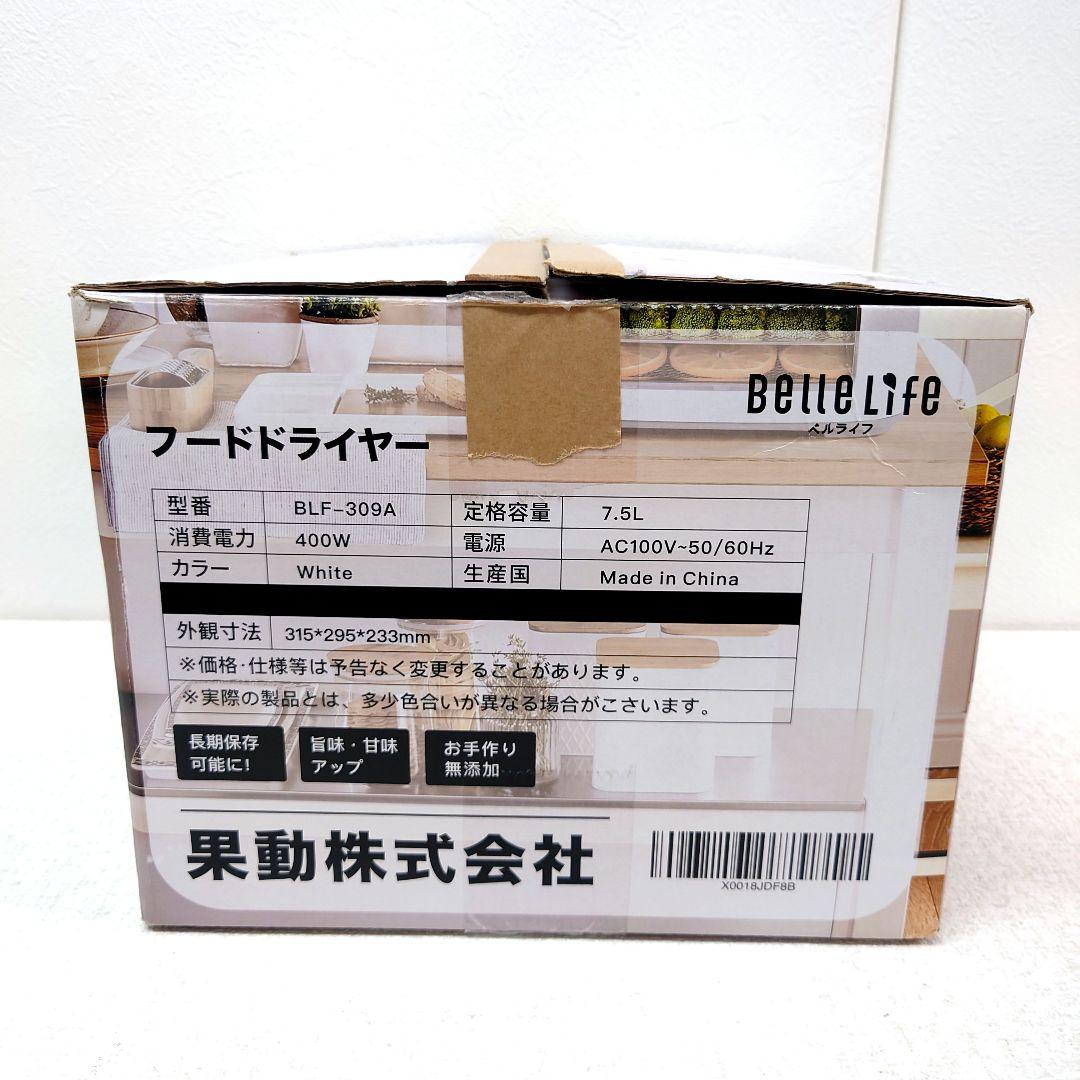 Belle Life
ベルライフ
フードドライヤー
型番 BLF-309A 定格容量 7.5L
消費電力 400W 電源 AC100V~50/60Hz
カラー White 生産国 Made in China
外観寸法 315*295*233mm
※価格·仕様等は予告なく変更することがあります。
※実際の製品とは、多少色合いが異なる場合がこさいます。
長期保存
可能に!
旨味・甘味
アップ
お手作り
無添加
果動株式会社
X0018JDF8B